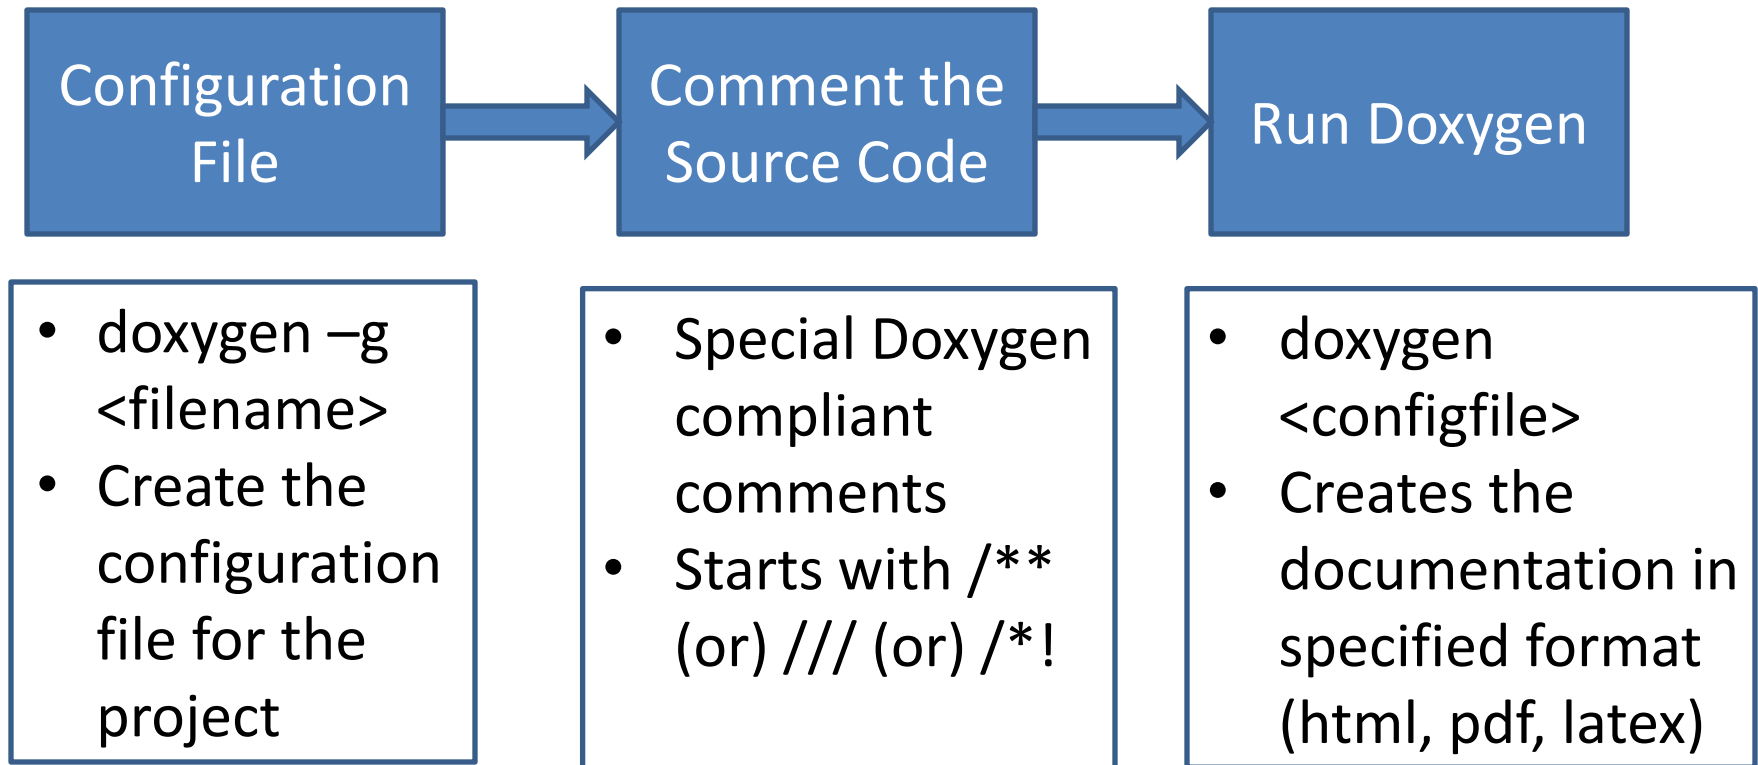 Configuration
File
Comment the
Source Code
Run Doxygen
• doxygen –g
<filename>
• Create the
configuration
file for the
project
• Special Doxygen
compliant
comments
• Starts with /**
(or) /// (or) /*!
• doxygen
<configfile>
• Creates the
documentation in
specified format
(html, pdf, latex)